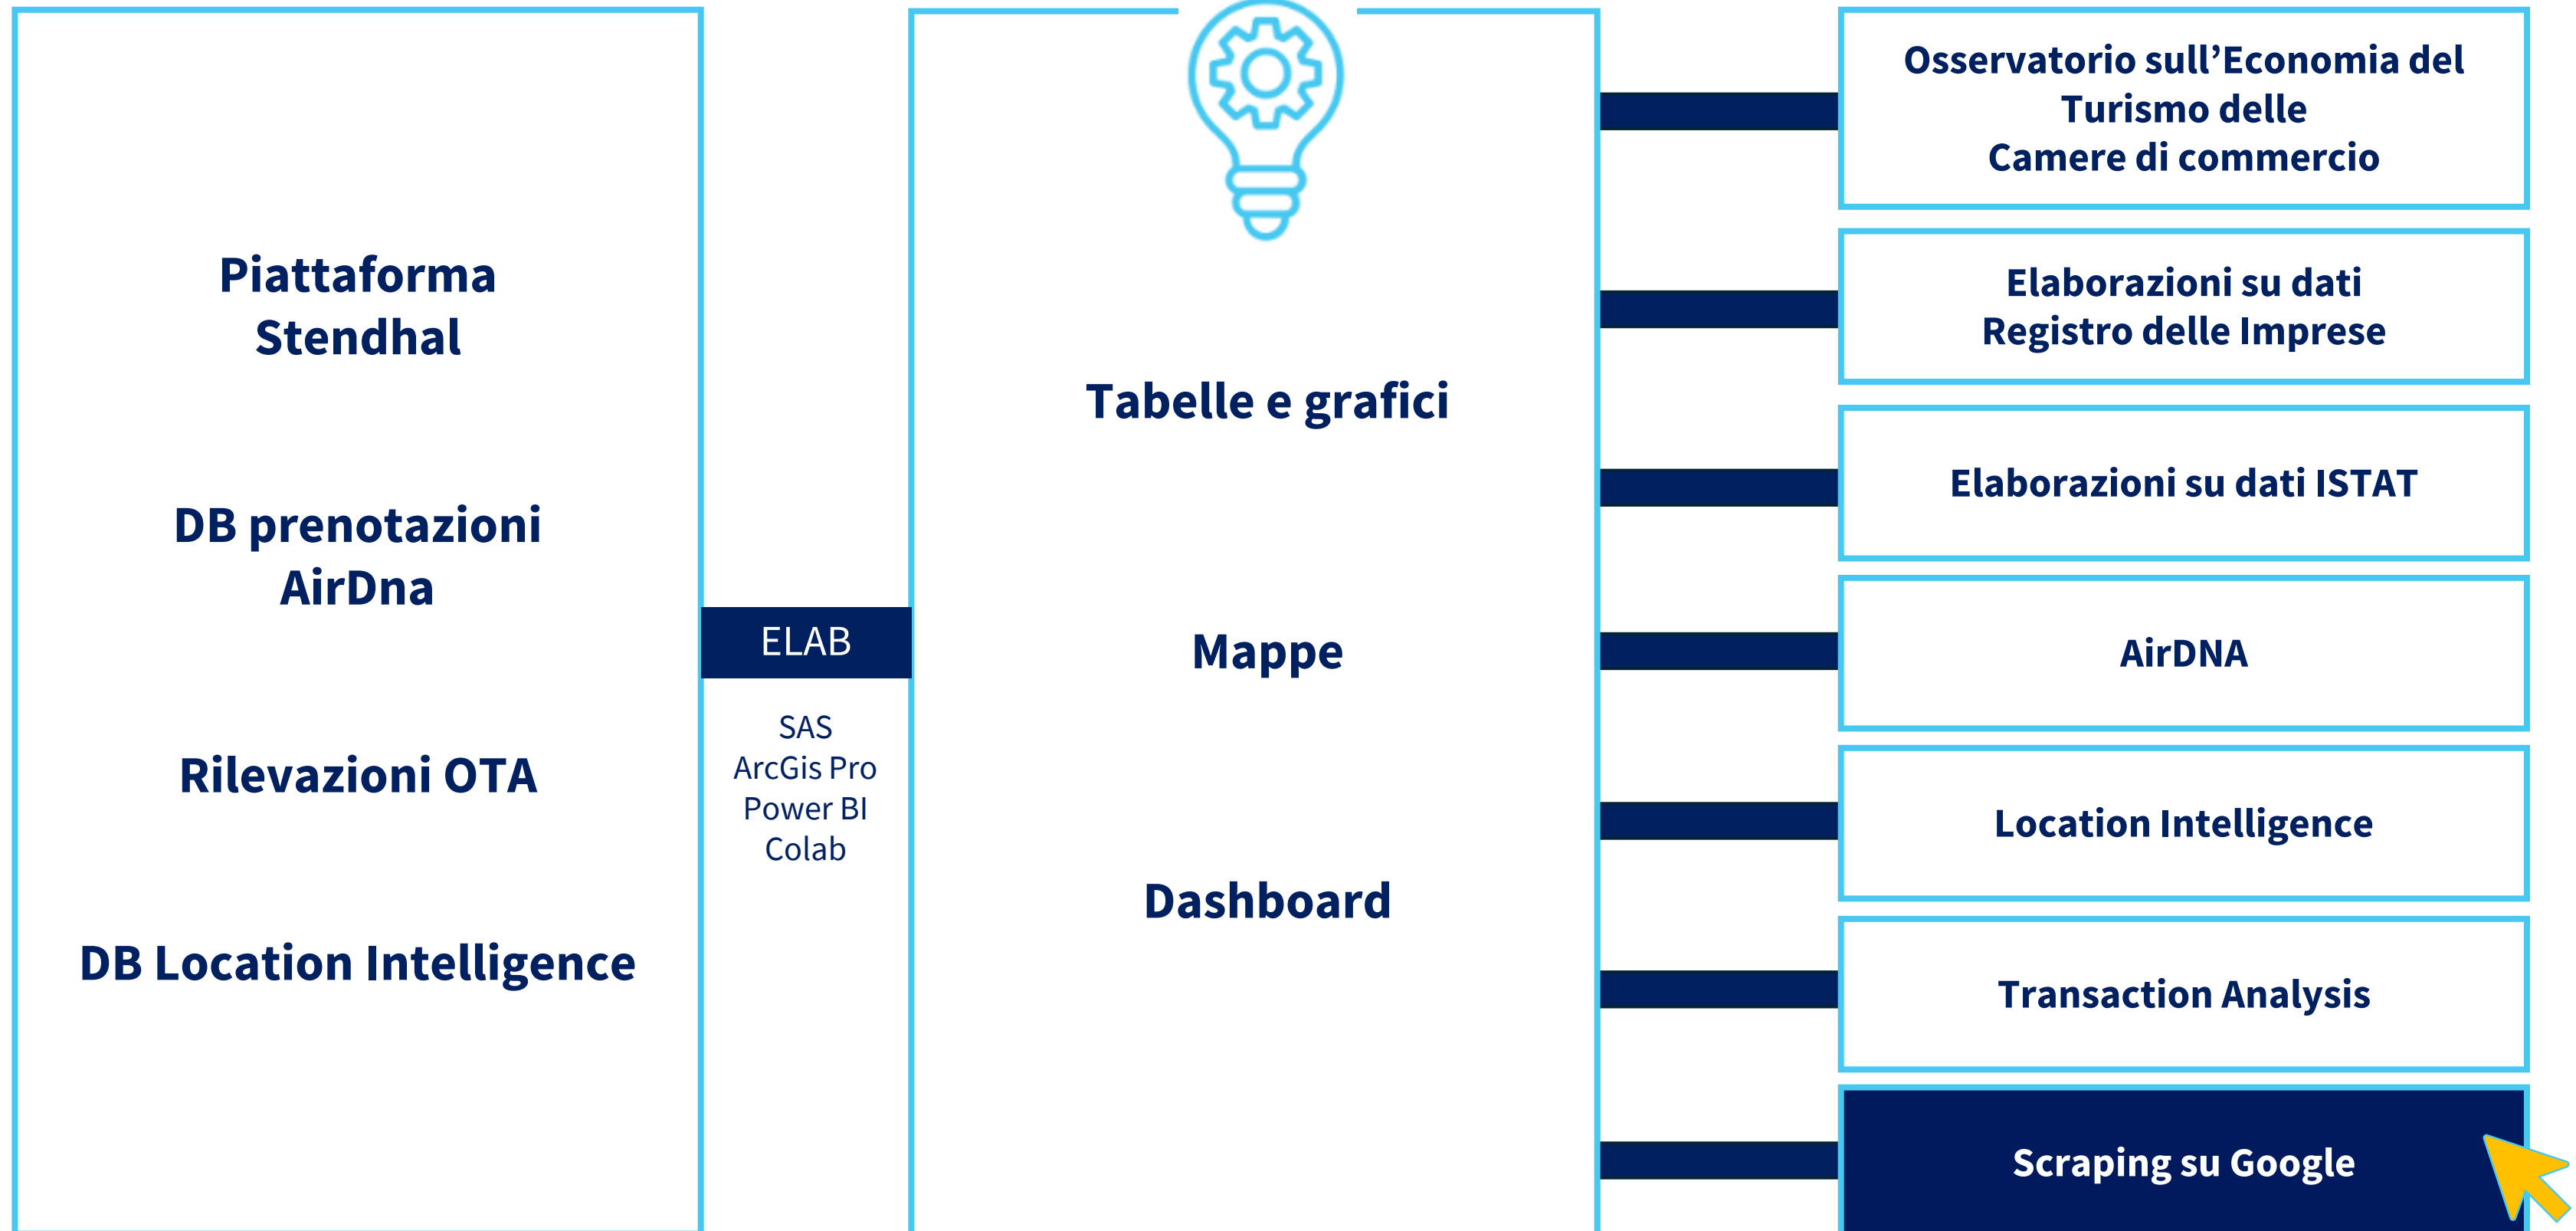 Piattaforma
Stendhal
DB prenotazioni
AirDna
Rilevazioni OTA
DB Location Intelligence
ELAB
SAS
ArcGis Pro
Power BI
Colab
Tabelle e grafici
Mappe
Dashboard
Osservatorio sull’Economia del
Turismo delle
Camere di commercio
Elaborazioni su dati
Registro delle Imprese
Elaborazioni su dati ISTAT
AirDNA
Location Intelligence
Transaction Analysis
Scraping su Google